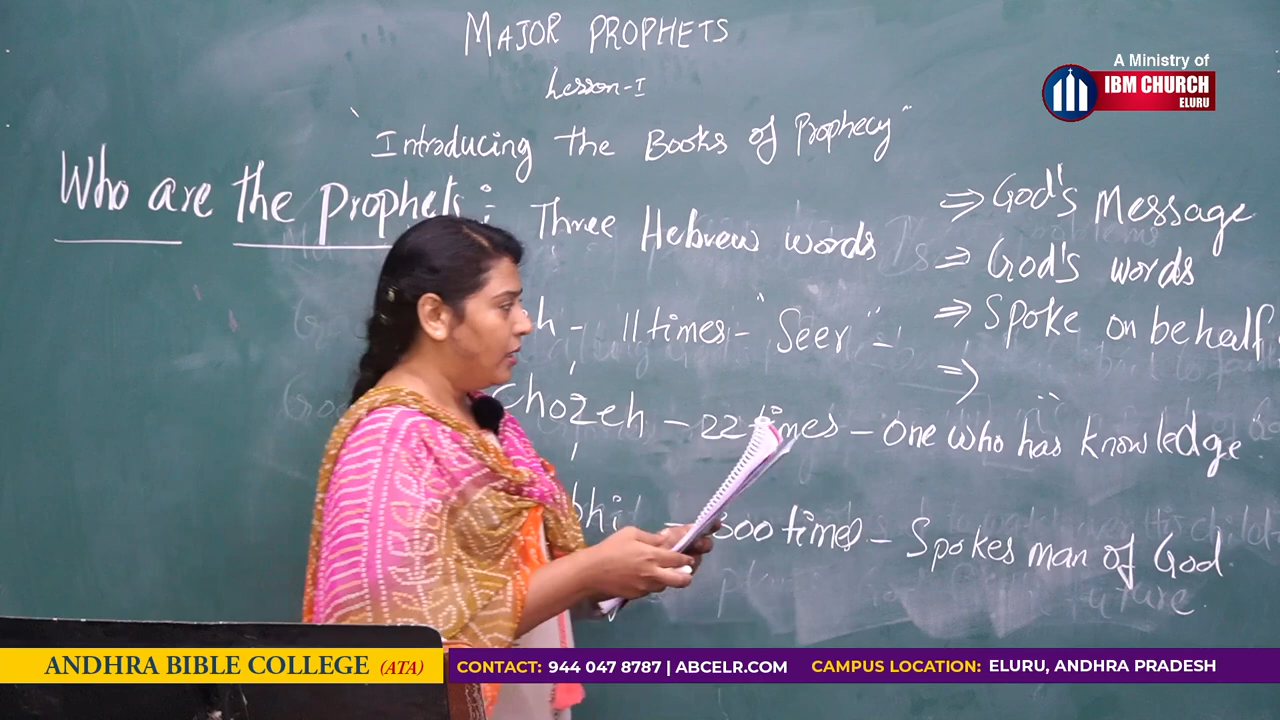 MAJOR PROPHETS
Lesson-I
"Introducing the Books of Prophecy"
Who are the Prophets : Three Hebrew words
⇒ God's Message
⇒ God's words
⇒ Spoke on behalf
⇒
h - 11 times - "Seer" -
Chozeh - 22 times - One who has knowledge
bhi - 300 times - Spokes man of God.
future.
A Ministry of
IBM CHURCH
ELURU
ANDHRA BIBLE COLLEGE (ATA)
CONTACT: 944 047 8787 | ABCELR.COM CAMPUS LOCATION: ELURU, ANDHRA PRADESH